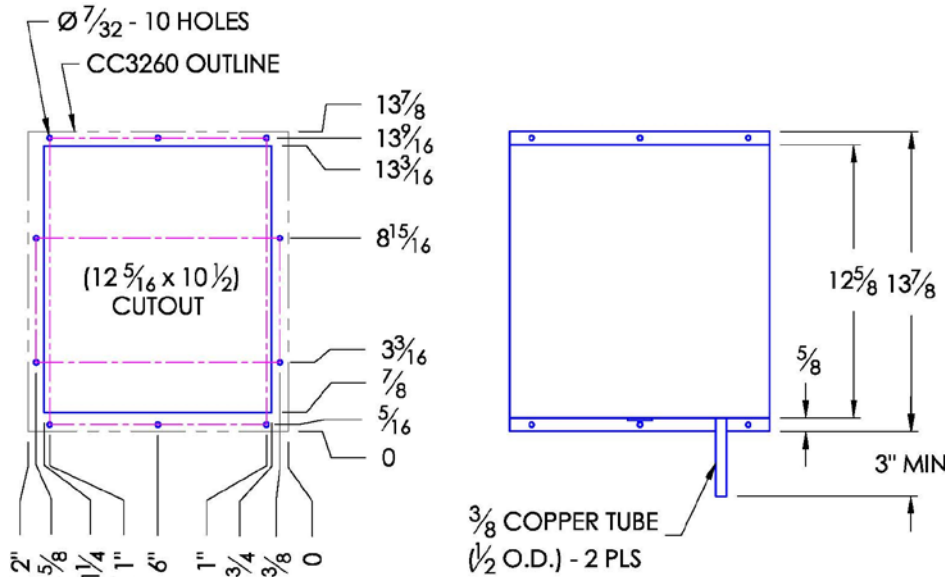 Ø 7/32 - 10 HOLES
CC3260 OUTLINE
13 7/8
13 9/16
13 3/16
8 15/16
(12 5/16 x 10 1/2)
CUTOUT
3 3/16
7/8
5/16
0
2"
5/8
1 1/4
1"
6"
1"
3/4
3/8
0
12 5/8
13 7/8
5/8
3" MIN
3/8 COPPER TUBE
(1/2 O.D.) - 2 PLS